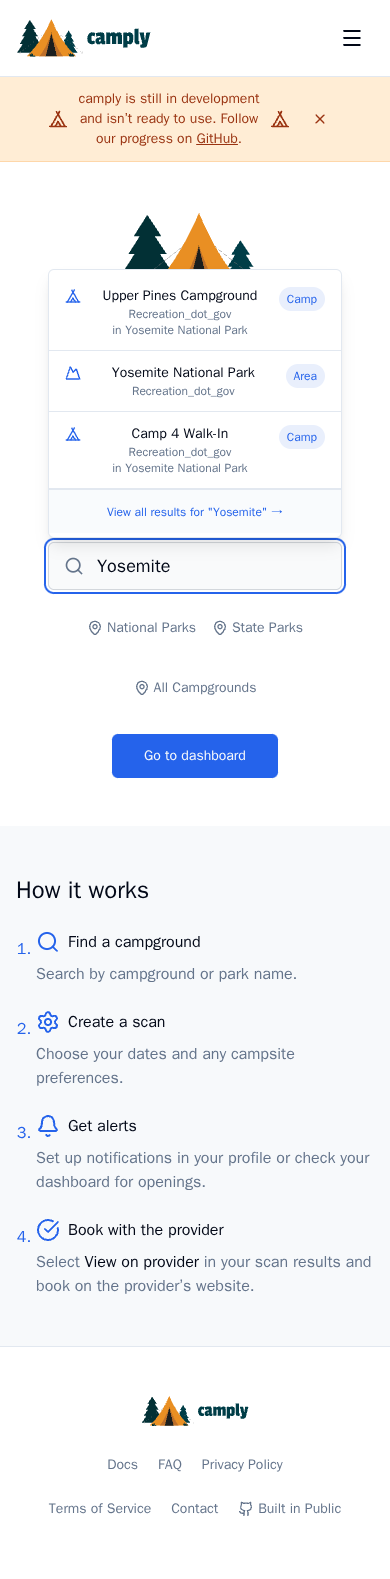 camply
camply is still in development
and isn't ready to use. Follow
our progress on GitHub.
Upper Pines Campground
Camp
Recreation_dot_gov
in Yosemite National Park
Yosemite National Park
Area
Recreation_dot_gov
Camp 4 Walk-In
Camp
Recreation_dot_gov
in Yosemite National Park
View all results for "Yosemite" →
Yosemite
National Parks
State Parks
All Campgrounds
Go to dashboard
How it works
1. Find a campground
Search by campground or park name.
2. Create a scan
Choose your dates and any campsite
preferences.
3. Get alerts
Set up notifications in your profile or check your
dashboard for openings.
4. Book with the provider
Select View on provider in your scan results and
book on the provider's website.
camply
Docs FAQ Privacy Policy
Terms of Service Contact Built in Public